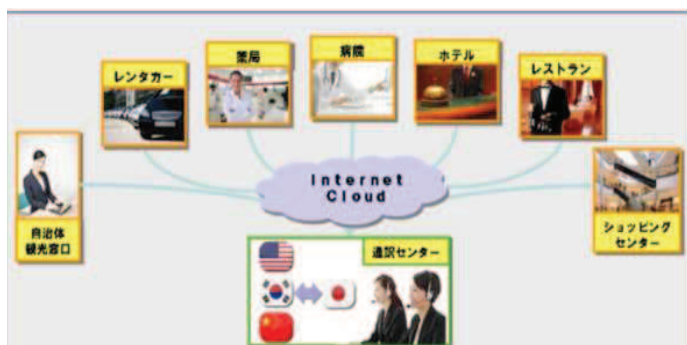 病院
薬局
ホテル
レンタカー
レストラン
Internet
Cloud
自治体
観光窓口
ショッピング
センター
通訳センター